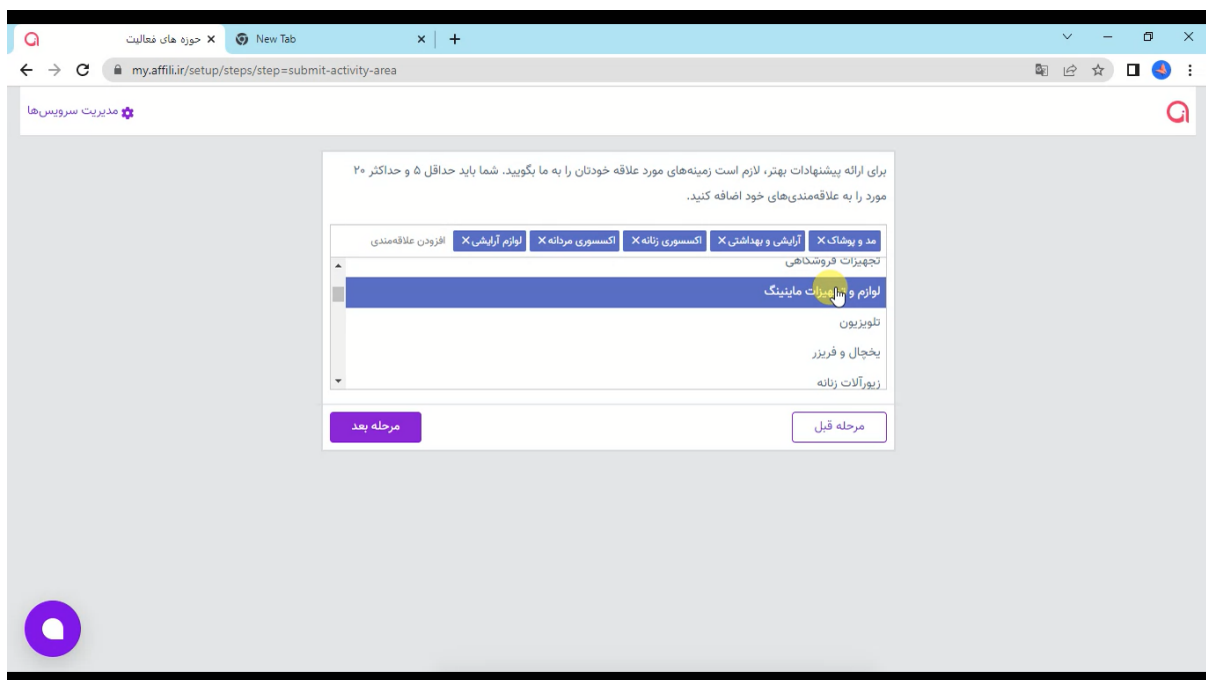 حوزه های فعالیت
New Tab
my.affili.ir/setup/steps/step=submit-activity-area
مدیریت سرویس‌ها
برای ارائه پیشنهادات بهتر، لازم است زمینه‌های مورد علاقه خودتان را به ما بگویید. شما باید حداقل ۵ و حداکثر ۲۰
مورد را به علاقه‌مندی‌های خود اضافه کنید.
مد و پوشاک آرایشی و بهداشتی اکسسوری زنانه اکسسوری مردانه لوازم آرایشی افزودن علاقه‌مندی
تجهیزات فروشگاهی
لوازم و تجهیزات ماینینگ
تلویزیون
یخچال و فریزر
زیورآلات زنانه
مرحله قبل
مرحله بعد